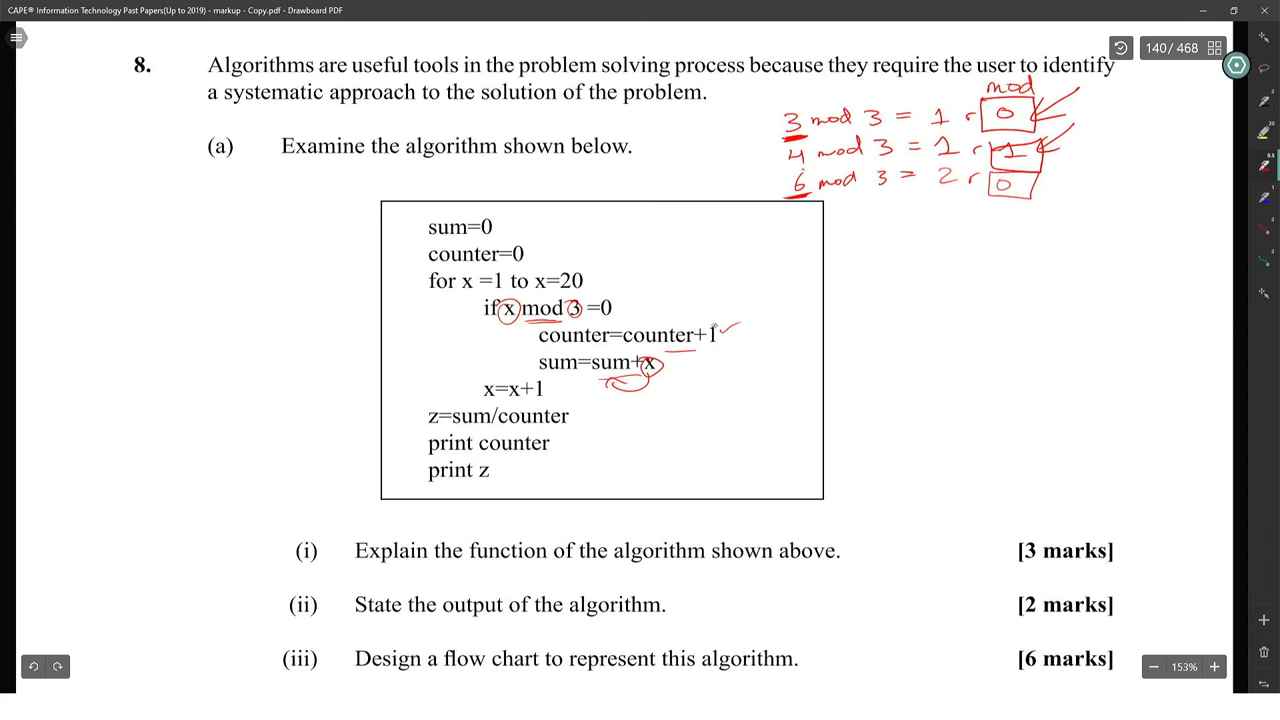 CAPE® Information Technology Past Papers(Up to 2019) - markup - Copy.pdf - Drawboard PDF
140 / 468
8. Algorithms are useful tools in the problem solving process because they require the user to identify
a systematic approach to the solution of the problem.
mod
3 mod 3 = 1 r 0
4 mod 3 = 1 r 1
6 mod 3 = 2 r 0
(a) Examine the algorithm shown below.
sum=0
counter=0
for x =1 to x=20
if x mod 3 =0
counter=counter+1
sum=sum+x
x=x+1
z=sum/counter
print counter
print z
(i) Explain the function of the algorithm shown above. [3 marks]
(ii) State the output of the algorithm. [2 marks]
(iii) Design a flow chart to represent this algorithm. [6 marks]
153%